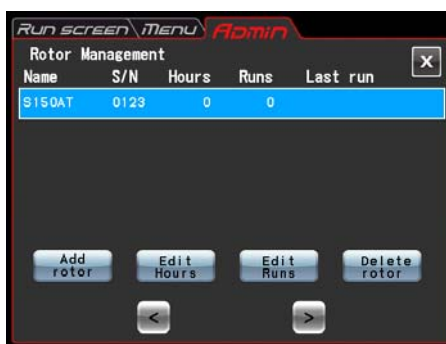 Run screen Menu Admin
Rotor Management
X
Name S/N Hours Runs Last run
S150AT 0123 0 0
Add rotor
Edit Hours
Edit Runs
Delete rotor
< >